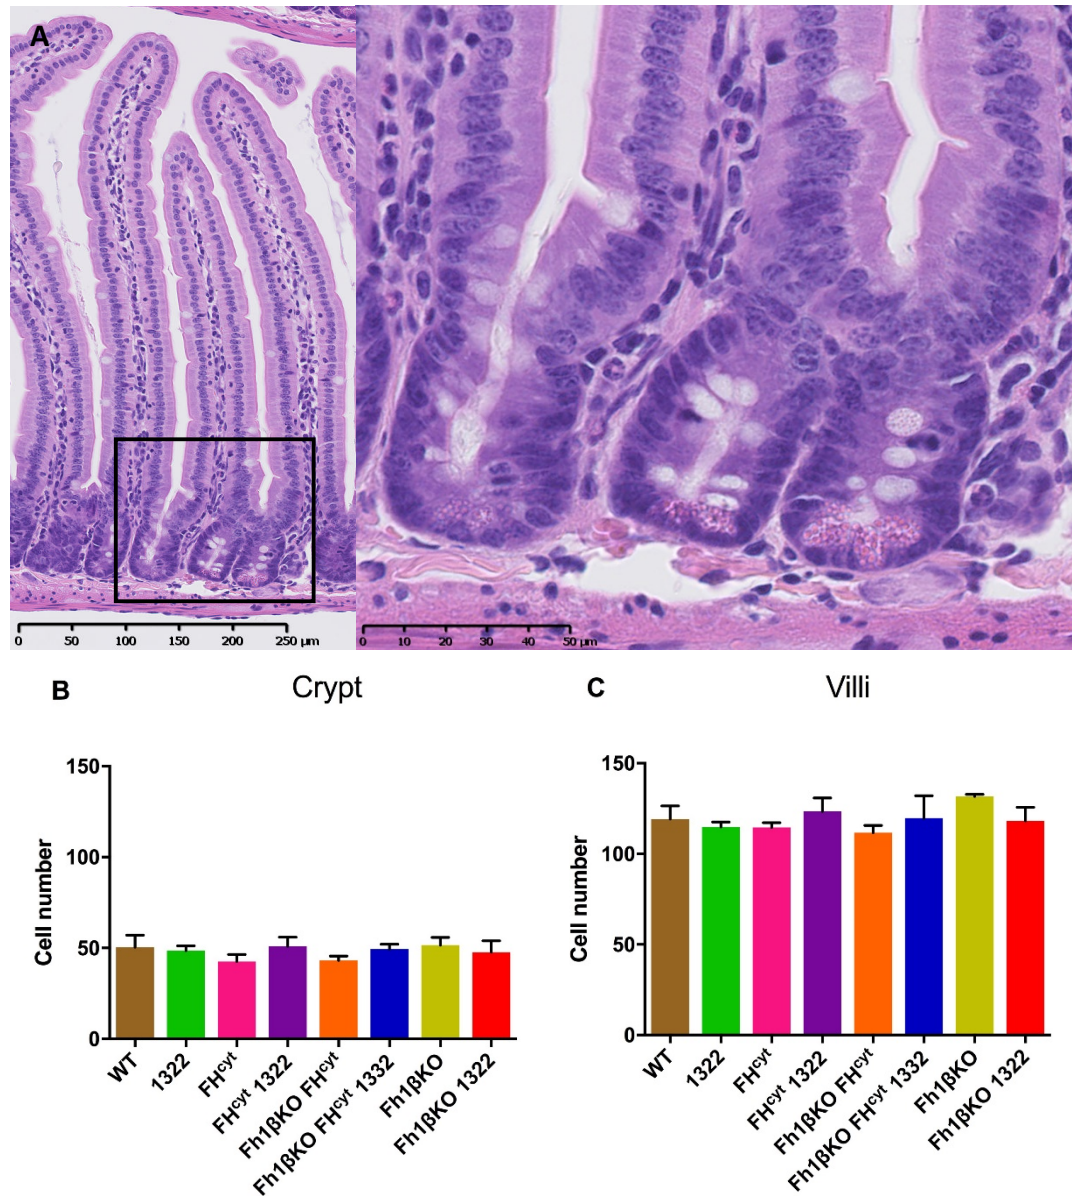 A
0 50 100 150 200 250 µm
0 10 20 30 40 50 µm
B
Crypt
C
Villi
Cell number
150
100
50
0
WT
1322
FHcyt
FHcyt 1322
Fh1βKO FHcyt
Fh1βKO FHcyt 1332
Fh1βKO
Fh1βKO 1322
Cell number
150
100
50
0
WT
1322
FHcyt
FHcyt 1322
Fh1βKO FHcyt
Fh1βKO FHcyt 1332
Fh1βKO
Fh1βKO 1322